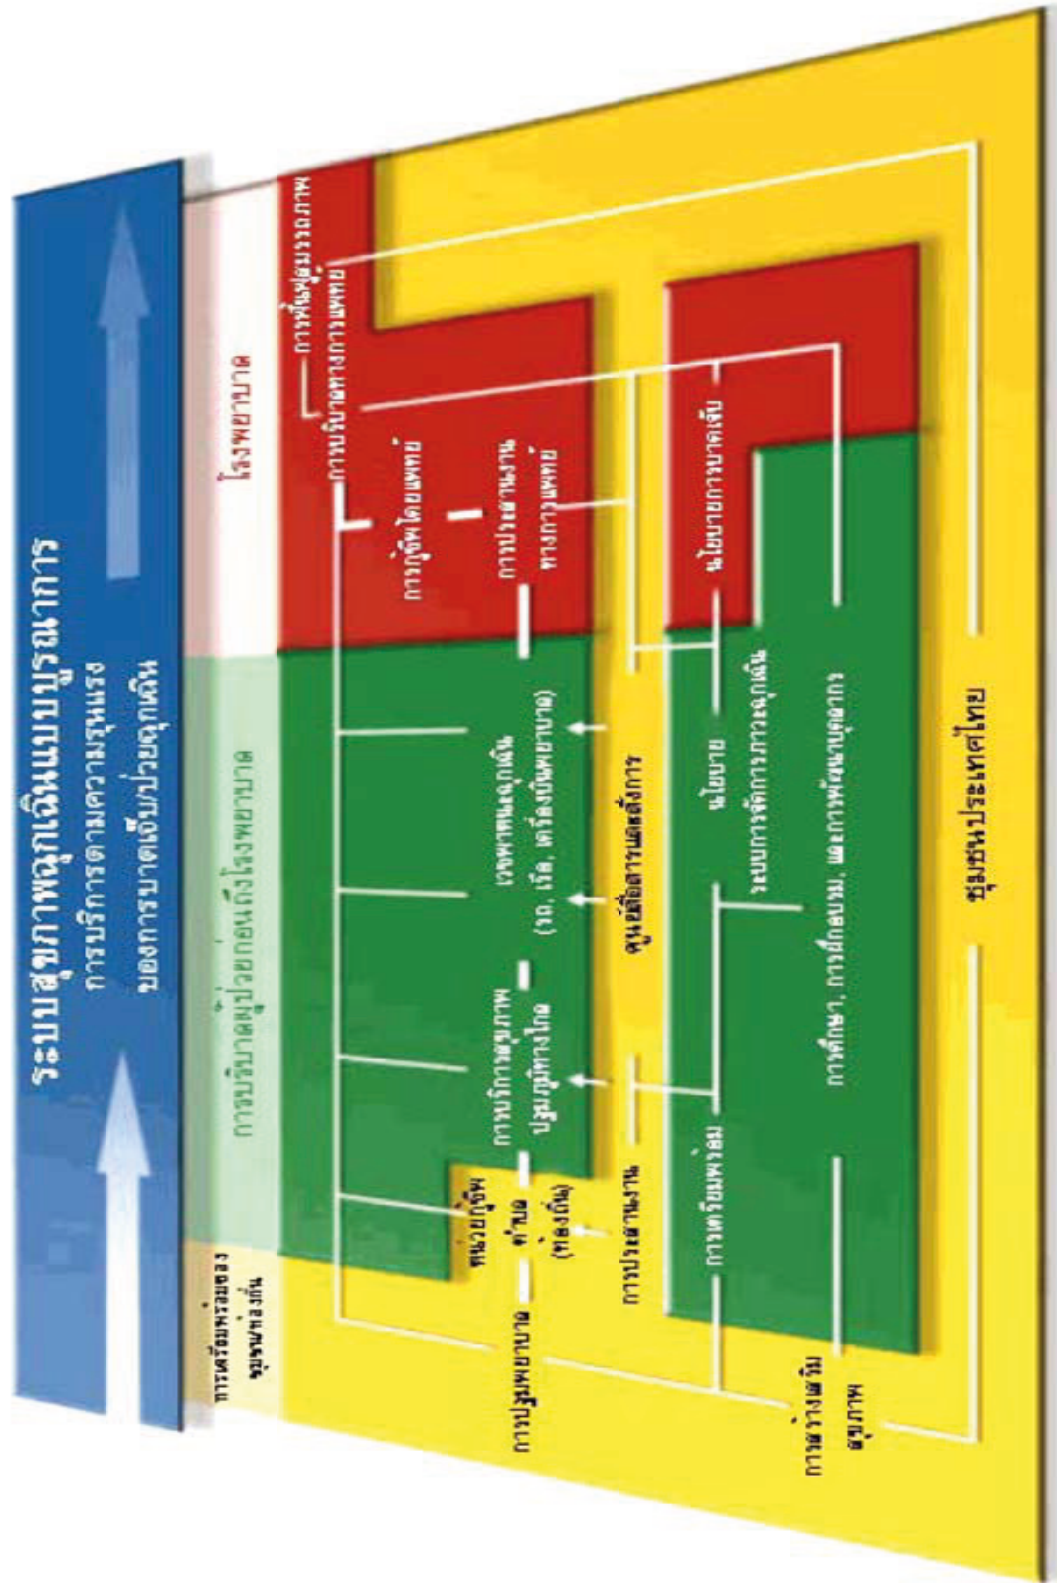 ระบบสุขภาพฉุกเฉินแบบบูรณาการ
การบริการตามความรุนแรง
ของการบาดเจ็บ/ป่วยฉุกเฉิน
การเตรียมพร้อมของ
ชุมชนท้องถิ่น
การบริบาลผู้ป่วยก่อนถึงโรงพยาบาล
โรงพยาบาล
การฟื้นฟูสมรรถภาพ
การบริบาลทางการแพทย์
การกู้ชีพโดยแพทย์
การปฐมพยาบาล
หน่วยกู้ชีพ
ตำบล
(ท้องถิ่น)
การบริการสุขภาพ
ปฐมภูมิทางไกล
เวชพาหนะฉุกเฉิน
(รถ, เรือ, เครื่องบินพยาบาล)
การประสานงาน
ทางการแพทย์
การประสานงาน
ศูนย์สื่อสารและสั่งการ
การเตรียมพร้อม
นโยบาย
ระบบการจัดการภาวะฉุกเฉิน
นโยบายการบาดเจ็บ
การสร้างเสริม
สุขภาพ
การศึกษา, การฝึกอบรม, และการพัฒนาบุคลากร
ชุมชนประเทศไทย